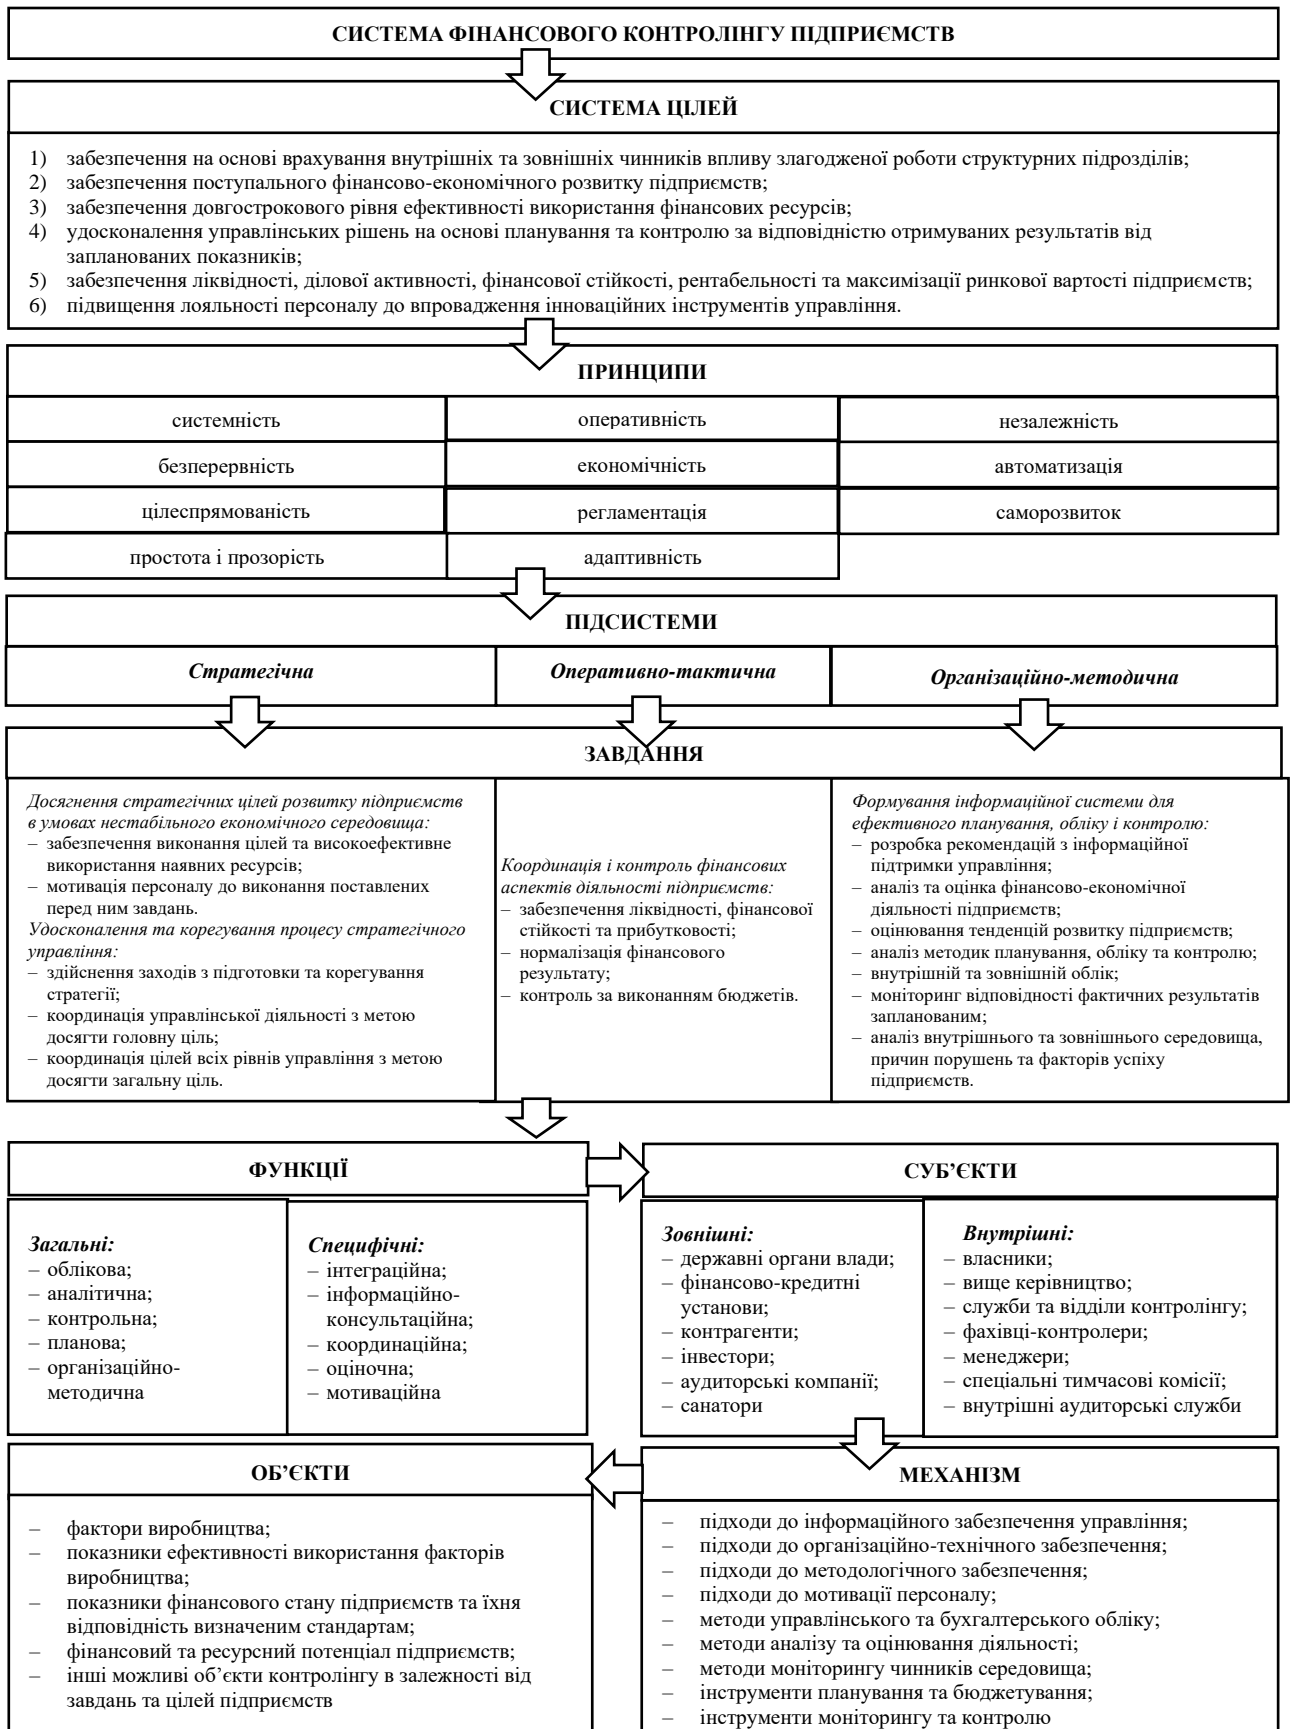 СИСТЕМА ФІНАНСОВОГО КОНТРОЛІНГУ ПІДПРИЄМСТВ
СИСТЕМА ЦІЛЕЙ
1) забезпечення на основі врахування внутрішніх та зовнішніх чинників впливу злагодженої роботи структурних підрозділів;
2) забезпечення поступального фінансово-економічного розвитку підприємств;
3) забезпечення довгострокового рівня ефективності використання фінансових ресурсів;
4) удосконалення управлінських рішень на основі планування та контролю за відповідністю отримуваних результатів від
запланованих показників;
5) забезпечення ліквідності, ділової активності, фінансової стійкості, рентабельності та максимізації ринкової вартості підприємств;
6) підвищення лояльності персоналу до впровадження інноваційних інструментів управління.
ПРИНЦИПИ
системність
оперативність
незалежність
безперервність
економічність
автоматизація
цілеспрямованість
регламентація
саморозвиток
простота і прозорість
адаптивність
ПІДСИСТЕМИ
Стратегічна
Оперативно-тактична
Організаційно-методична
ЗАВДАННЯ
Досягнення стратегічних цілей розвитку підприємств
в умовах нестабільного економічного середовища:
– забезпечення виконання цілей та високоефективне
використання наявних ресурсів;
– мотивація персоналу до виконання поставлених
перед ним завдань.
Удосконалення та корегування процесу стратегічного
управління:
– здійснення заходів з підготовки та корегування
стратегії;
– координація управлінської діяльності з метою
досягти головну ціль;
– координація цілей всіх рівнів управління з метою
досягти загальну ціль.
Координація і контроль фінансових
аспектів діяльності підприємств:
– забезпечення ліквідності, фінансової
стійкості та прибутковості;
– нормалізація фінансового
результату;
– контроль за виконанням бюджетів.
Формування інформаційної системи для
ефективного планування, обліку і контролю:
– розробка рекомендацій з інформаційної
підтримки управління;
– аналіз та оцінка фінансово-економічної
діяльності підприємств;
– оцінювання тенденцій розвитку підприємств;
– аналіз методик планування, обліку та контролю;
– внутрішній та зовнішній облік;
– моніторинг відповідності фактичних результатів
запланованим;
– аналіз внутрішнього та зовнішнього середовища,
причин порушень та факторів успіху
підприємств.
ФУНКЦІЇ
Загальні:
– облікова;
– аналітична;
– контрольна;
– планова;
– організаційно-
методична
Специфічні:
– інтеграційна;
– інформаційно-
консультаційна;
– координаційна;
– оціночна;
– мотиваційна
СУБ’ЄКТИ
Зовнішні:
– державні органи влади;
– фінансово-кредитні
установи;
– контрагенти;
– інвестори;
– аудиторські компанії;
– санатори
Внутрішні:
– власники;
– вище керівництво;
– служби та відділи контролінгу;
– фахівці-контролери;
– менеджери;
– спеціальні тимчасові комісії;
– внутрішні аудиторські служби
ОБ’ЄКТИ
– фактори виробництва;
– показники ефективності використання факторів
виробництва;
– показники фінансового стану підприємств та їхня
відповідність визначеним стандартам;
– фінансовий та ресурсний потенціал підприємств;
– інші можливі об’єкти контролінгу в залежності від
завдань та цілей підприємств
МЕХАНІЗМ
– підходи до інформаційного забезпечення управління;
– підходи до організаційно-технічного забезпечення;
– підходи до методологічного забезпечення;
– підходи до мотивації персоналу;
– методи управлінського та бухгалтерського обліку;
– методи аналізу та оцінювання діяльності;
– методи моніторингу чинників середовища;
– інструменти планування та бюджетування;
– інструменти моніторингу та контролю